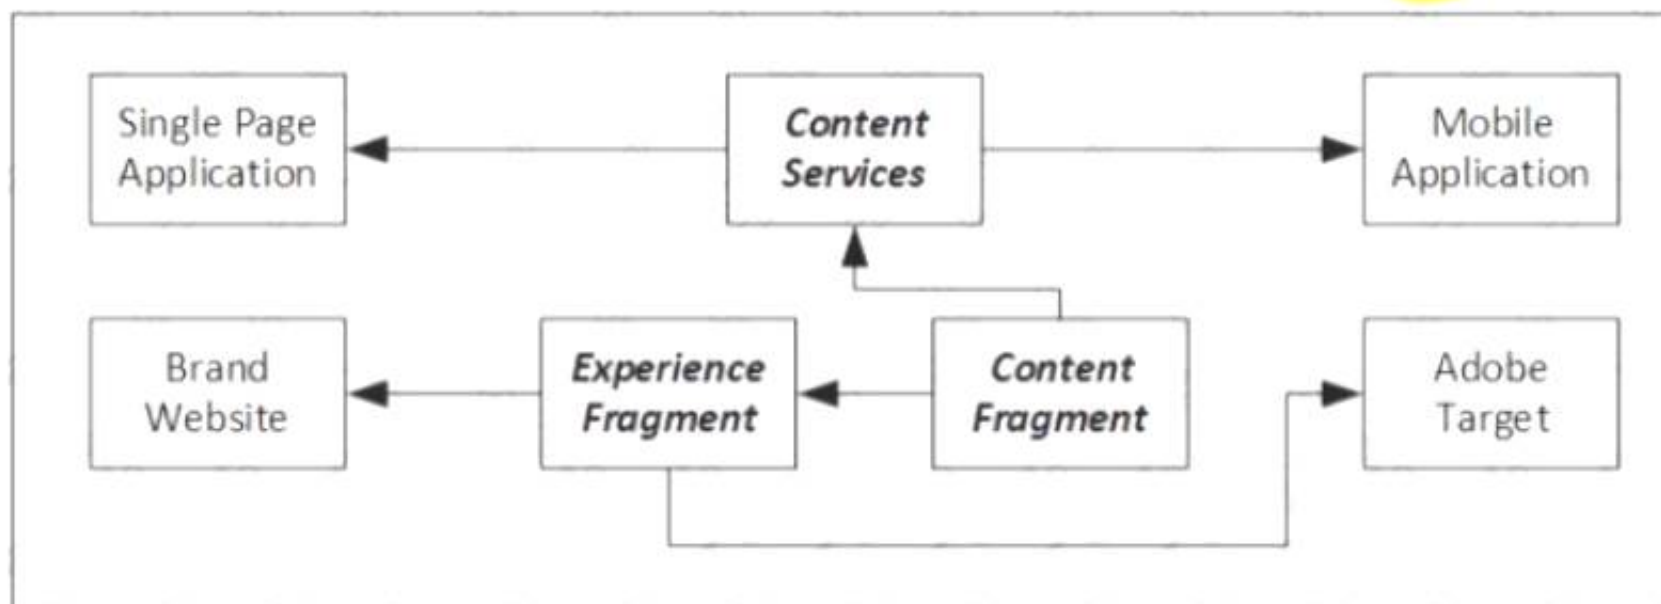 Single Page
Application
Content
Services
Mobile
Application
Brand
Website
Experience
Fragment
Content
Fragment
Adobe
Target